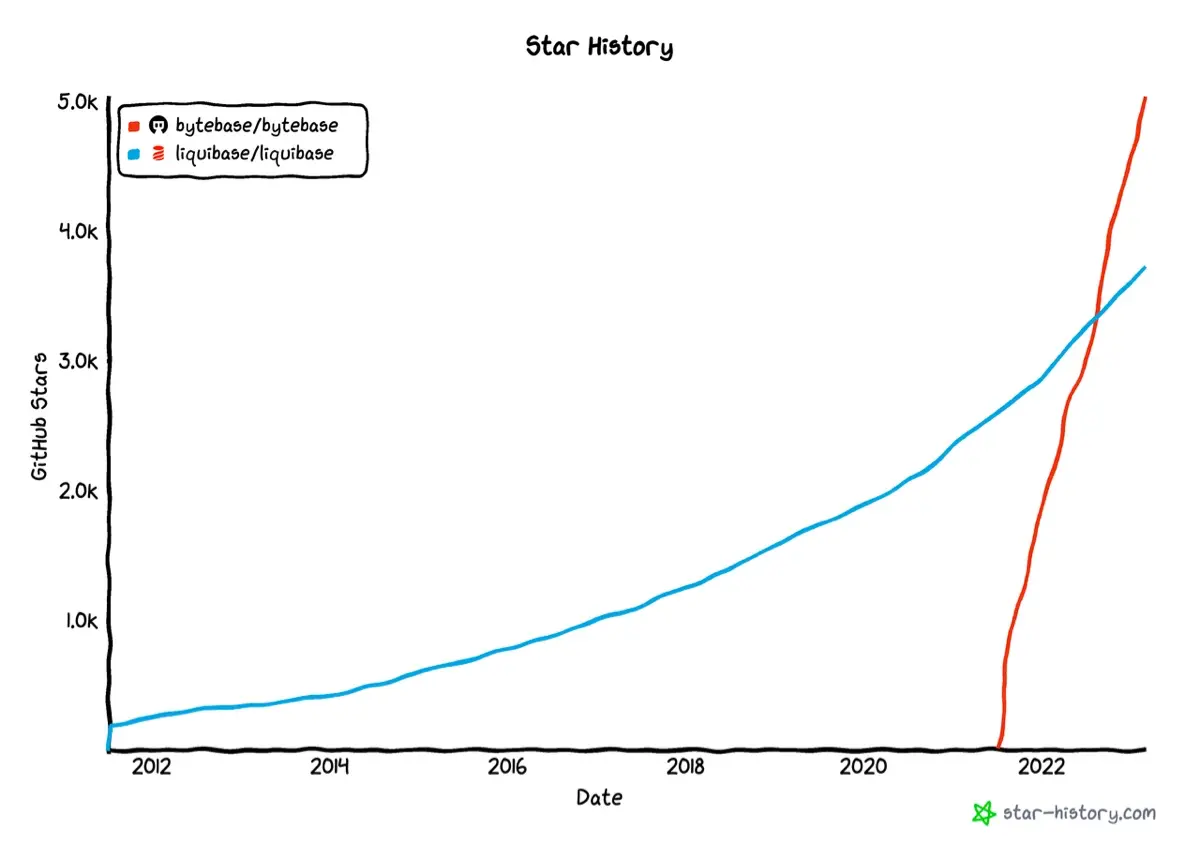 Star History
5.0k
bytebase/bytebase
liquibase/liquibase
4.0k
3.0k
GitHub Stars
2.0k
1.0k
2012 2014 2016 2018 2020 2022
Date
star-history.com